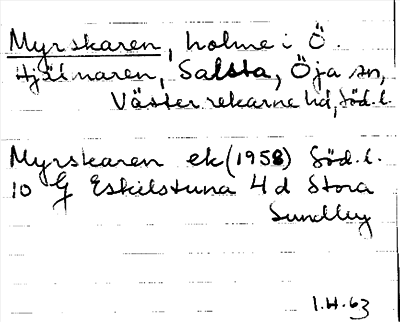 Myrskaren, holme i Ö.
Hjälmaren, Salsta, Öja sn,
Västerrekarne hd, Söd. l.
Myrskaren ek (1958) Söd. l.
10 G Eskilstuna 4 d Stora
Sundby
1.H.63